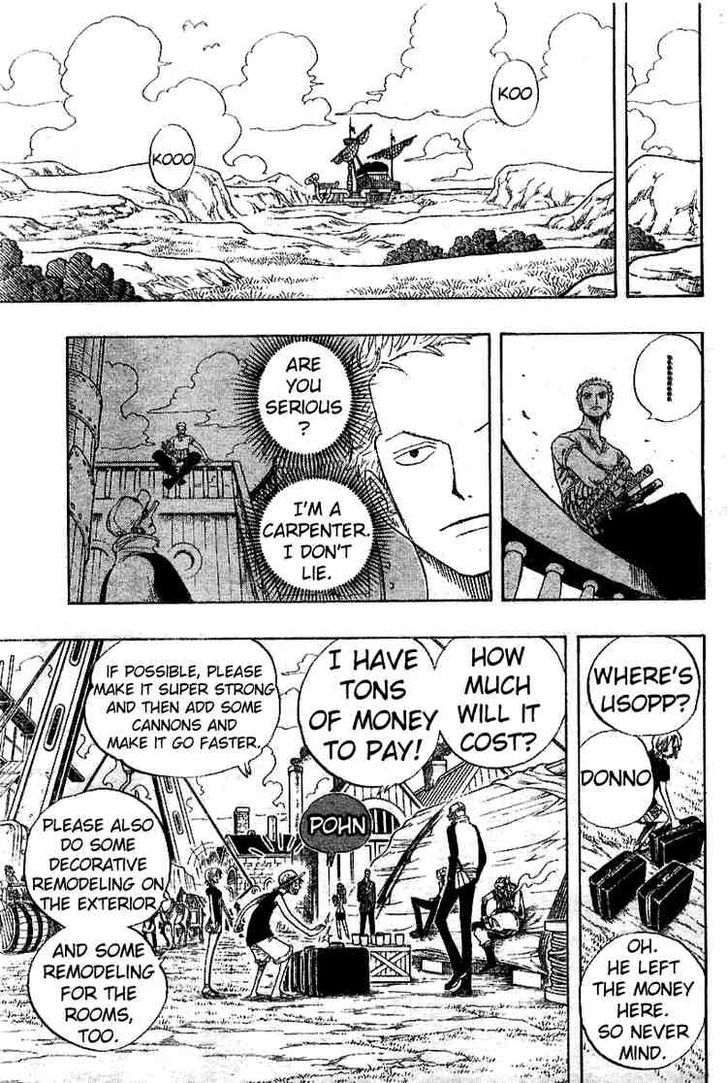 KOO
KOOO
.........
ARE
YOU
SERIOUS
?
I'M A
CARPENTER.
I DON'T
LIE.
WHERE'S
USOPP?
DONNO
OH.
HE LEFT
THE MONEY
HERE.
SO NEVER
MIND.
HOW
MUCH
WILL IT
COST?
I HAVE
TONS
OF MONEY
TO PAY!
IF POSSIBLE, PLEASE
MAKE IT SUPER STRONG
AND THEN ADD SOME
CANNONS AND
MAKE IT GO FASTER.
POHN
PLEASE ALSO
DO SOME
DECORATIVE
REMODELING ON
THE EXTERIOR
AND SOME
REMODELING
FOR THE
ROOMS,
TOO.